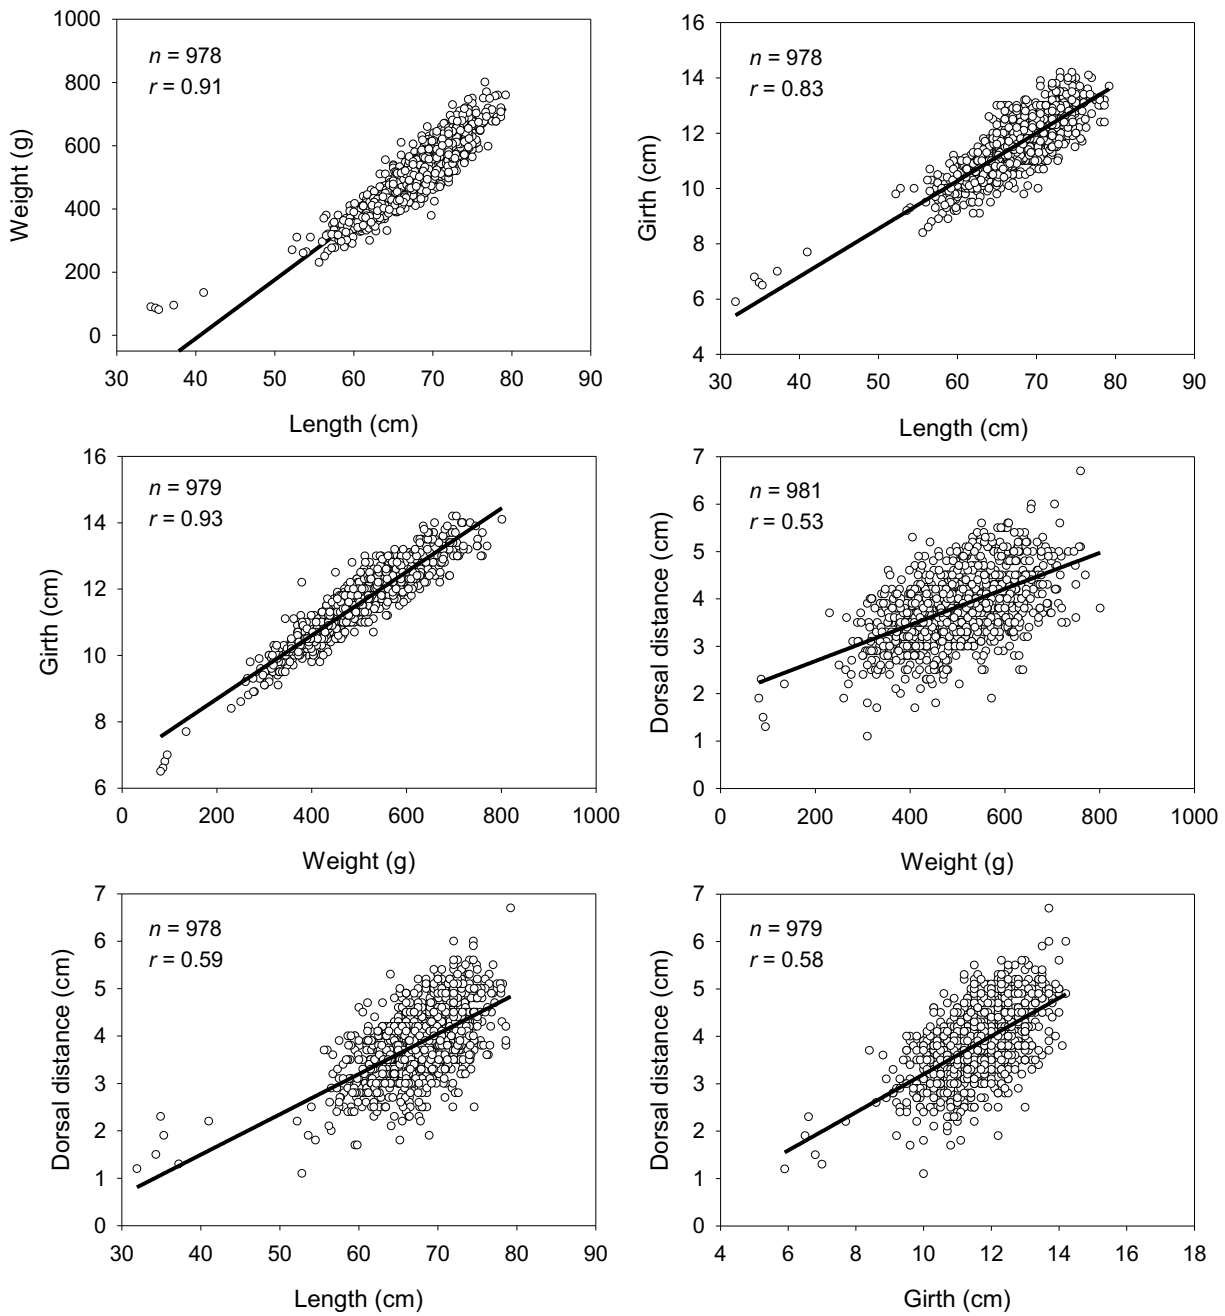 1000
800
600
400
200
0
Weight (g)
n = 978
r = 0.91
30 40 50 60 70 80 90
Length (cm)
16
14
12
10
8
6
4
Girth (cm)
n = 978
r = 0.83
30 40 50 60 70 80 90
Length (cm)
16
14
12
10
8
6
Girth (cm)
n = 979
r = 0.93
0 200 400 600 800 1000
Weight (g)
7
6
5
4
3
2
1
0
Dorsal distance (cm)
n = 981
r = 0.53
0 200 400 600 800 1000
Weight (g)
7
6
5
4
3
2
1
0
Dorsal distance (cm)
n = 978
r = 0.59
30 40 50 60 70 80 90
Length (cm)
7
6
5
4
3
2
1
0
Dorsal distance (cm)
n = 979
r = 0.58
4 6 8 10 12 14 16 18
Girth (cm)